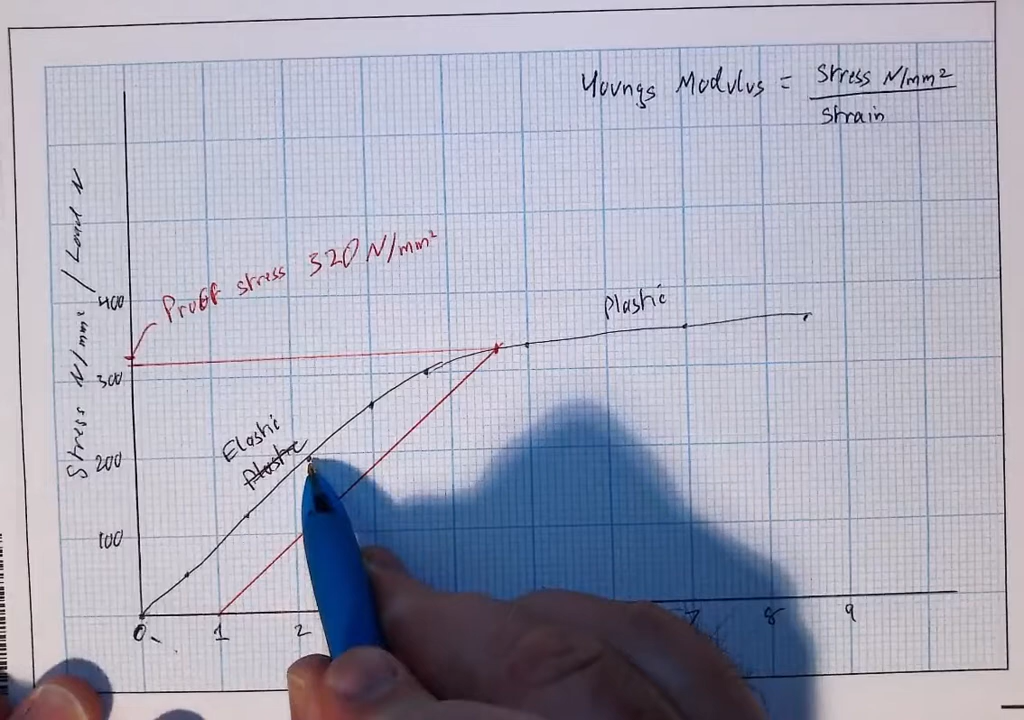 Youngs Modulus = Stress N/mm²
Strain
Stress N/mm²
Proof stress 320 N/mm²
400
300
200
100
Plastic
Elastic
Plastic
0
1
2
7
8
9